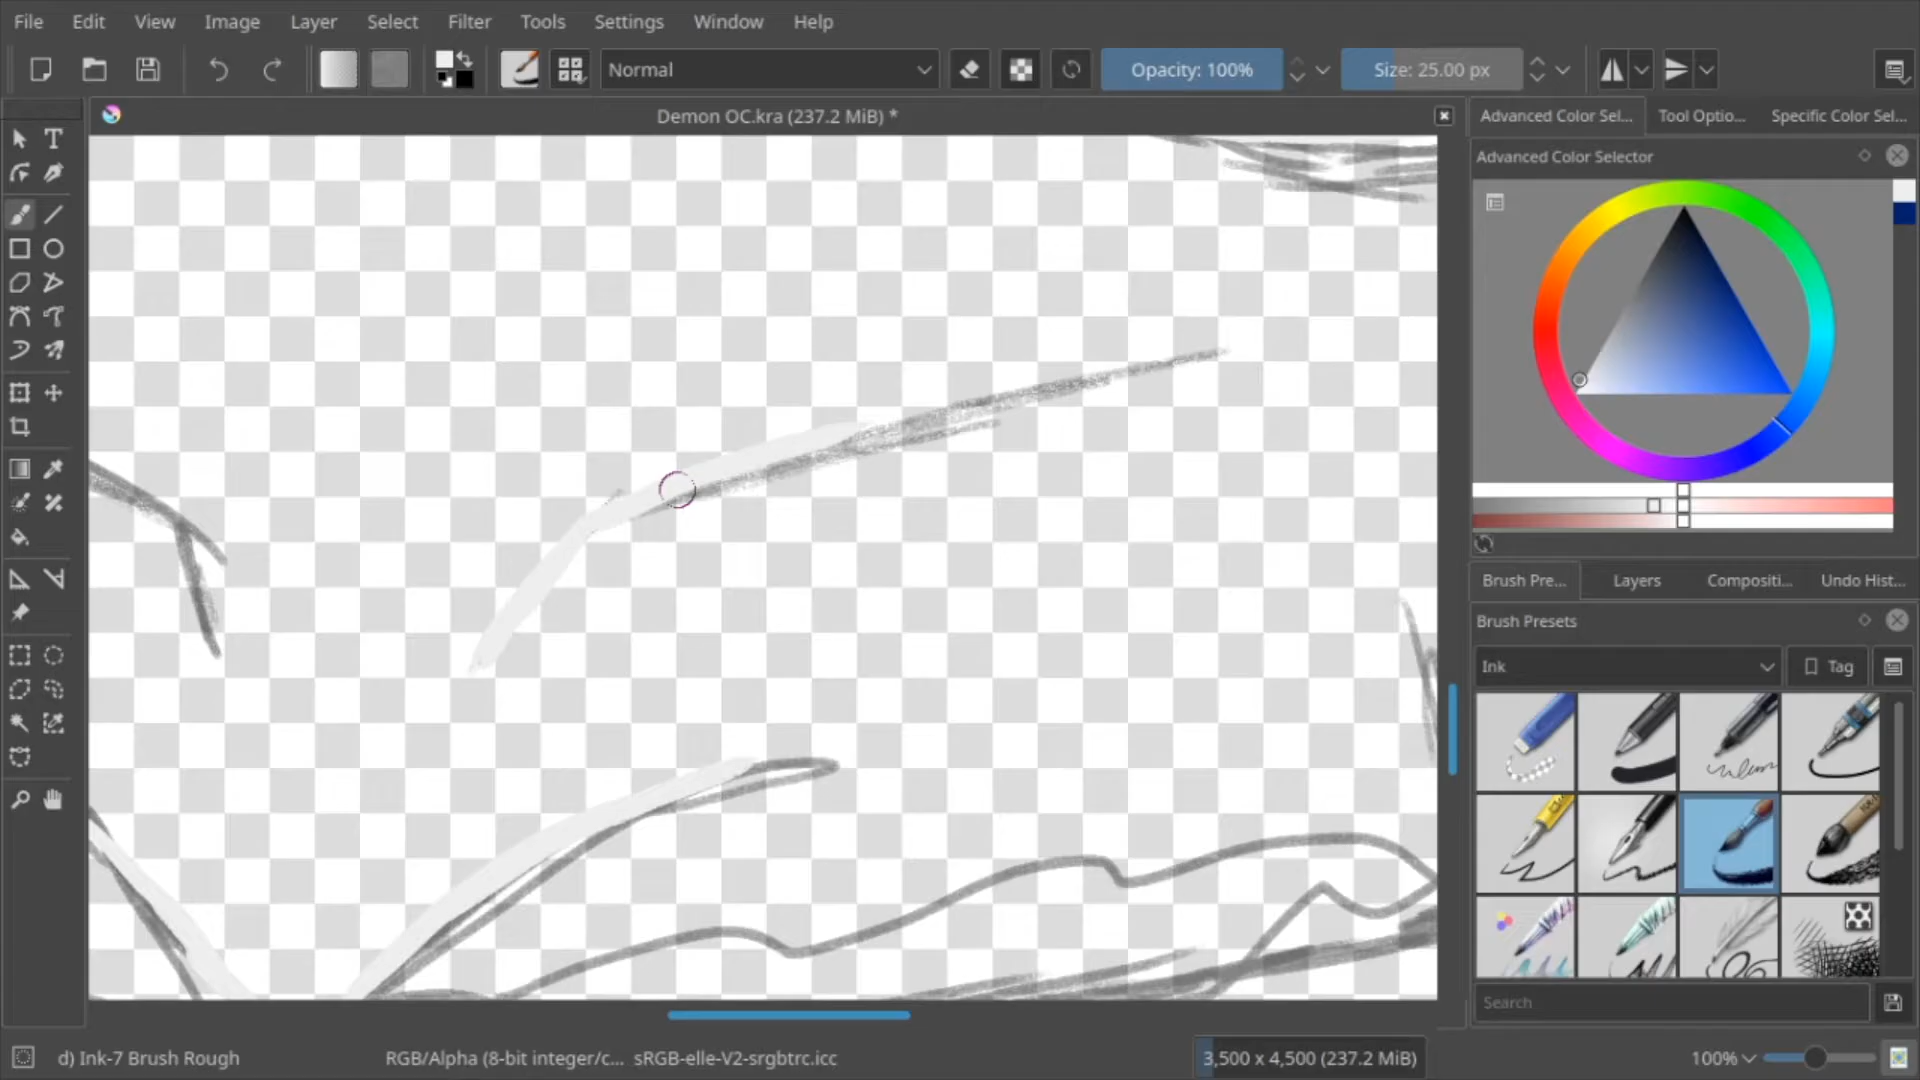 File Edit View Image Layer Select Filter Tools Settings Window Help
Normal Opacity: 100% Size: 25.00 px
Demon OC.kra (237.2 MiB) *
Advanced Color Sel... Tool Optio... Specific Color Sel...
Advanced Color Selector
Brush Pre... Layers Compositi... Undo Hist...
Brush Presets
Ink Tag
Search
d) Ink-7 Brush Rough RGB/Alpha (8-bit integer/c... sRGB-elle-V2-srgbtrc.icc 3,500 x 4,500 (237.2 MiB) 100%